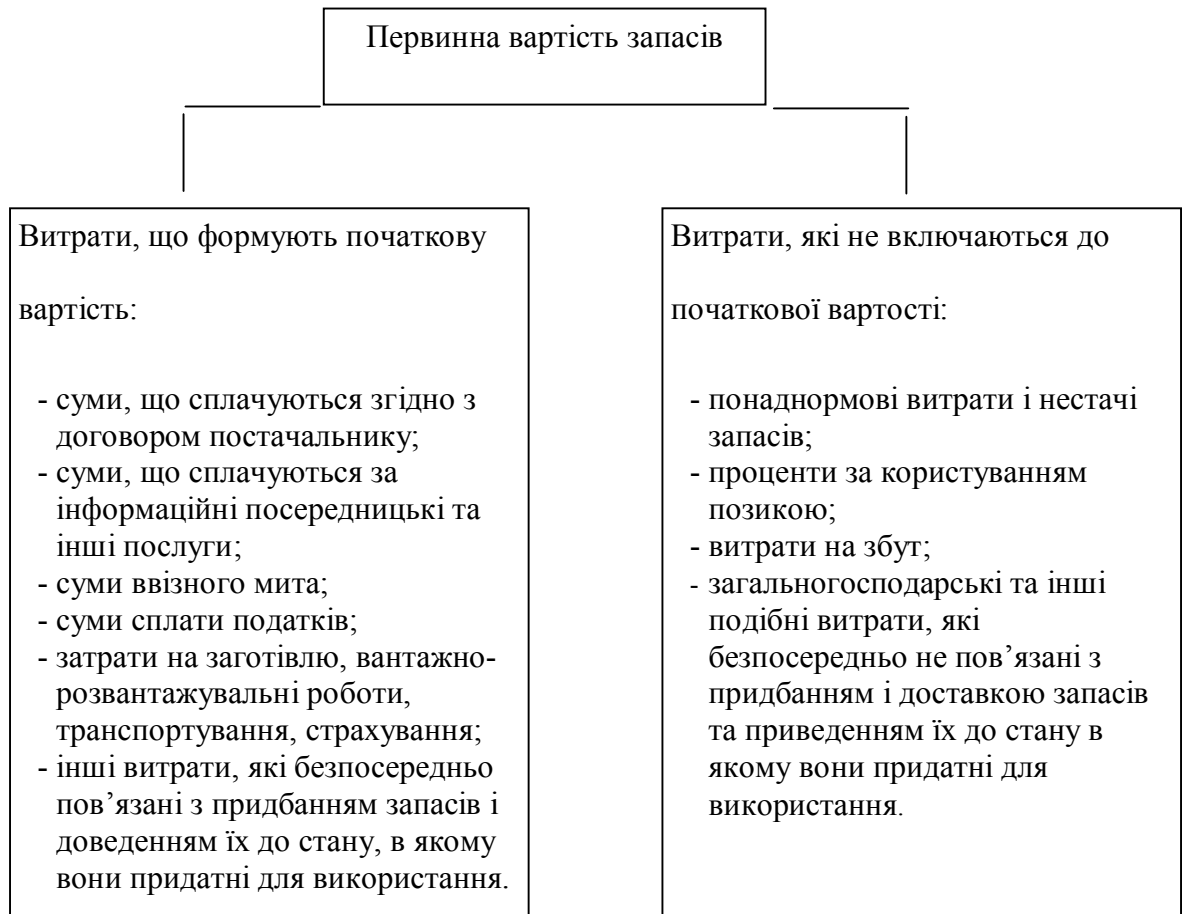 Первинна вартість запасів
Витрати, що формують початкову
вартість:
- суми, що сплачуються згідно з
договором постачальнику;
- суми, що сплачуються за
інформаційні посередницькі та
інші послуги;
- суми ввізного мита;
- суми сплати податків;
- затрати на заготівлю, вантажно-
розвантажувальні роботи,
транспортування, страхування;
- інші витрати, які безпосередньо
пов’язані з придбанням запасів і
доведенням їх до стану, в якому
вони придатні для використання.
Витрати, які не включаються до
початкової вартості:
- понаднормові витрати і нестачі
запасів;
- проценти за користуванням
позикою;
- витрати на збут;
- загальногосподарські та інші
подібні витрати, які
безпосередньо не пов’язані з
придбанням і доставкою запасів
та приведенням їх до стану в
якому вони придатні для
використання.